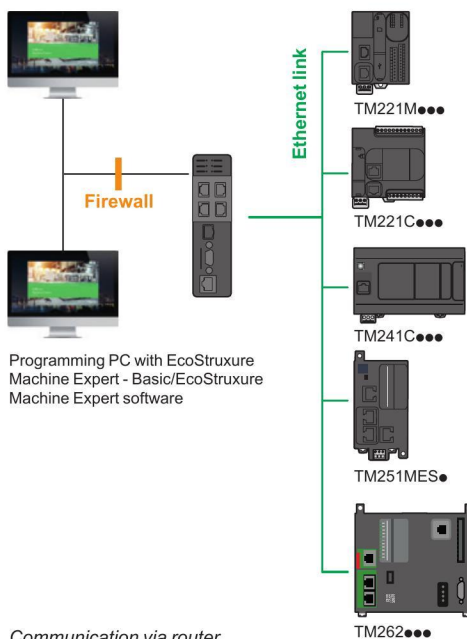 Ethernet link
TM221M●●●
Firewall
TM221C●●●
TM241C●●●
Programming PC with EcoStruxure
Machine Expert - Basic/EcoStruxure
Machine Expert software
TM251MES●
TM262●●●
Communication via router